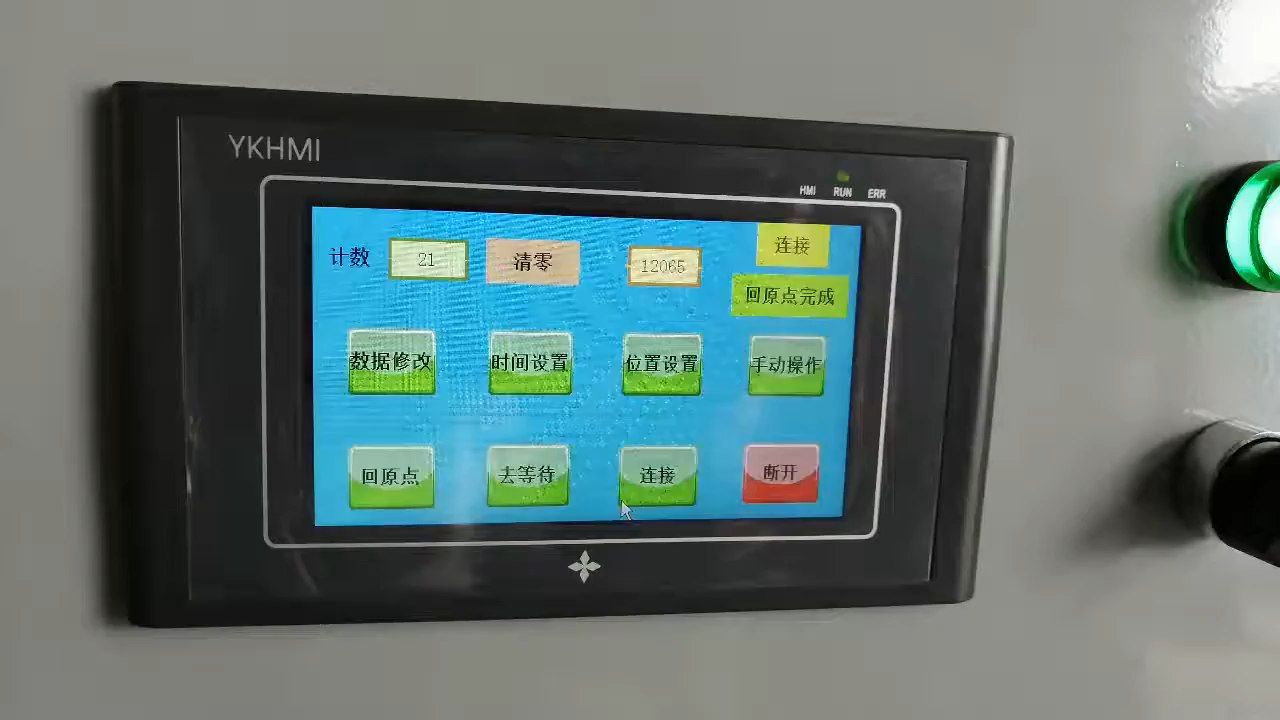 YKHMI
HMI RUN ERR
计数 21 清零 12065 连接
回原点完成
数据修改 时间设置 位置设置 手动操作
回原点 去等待 连接 断开